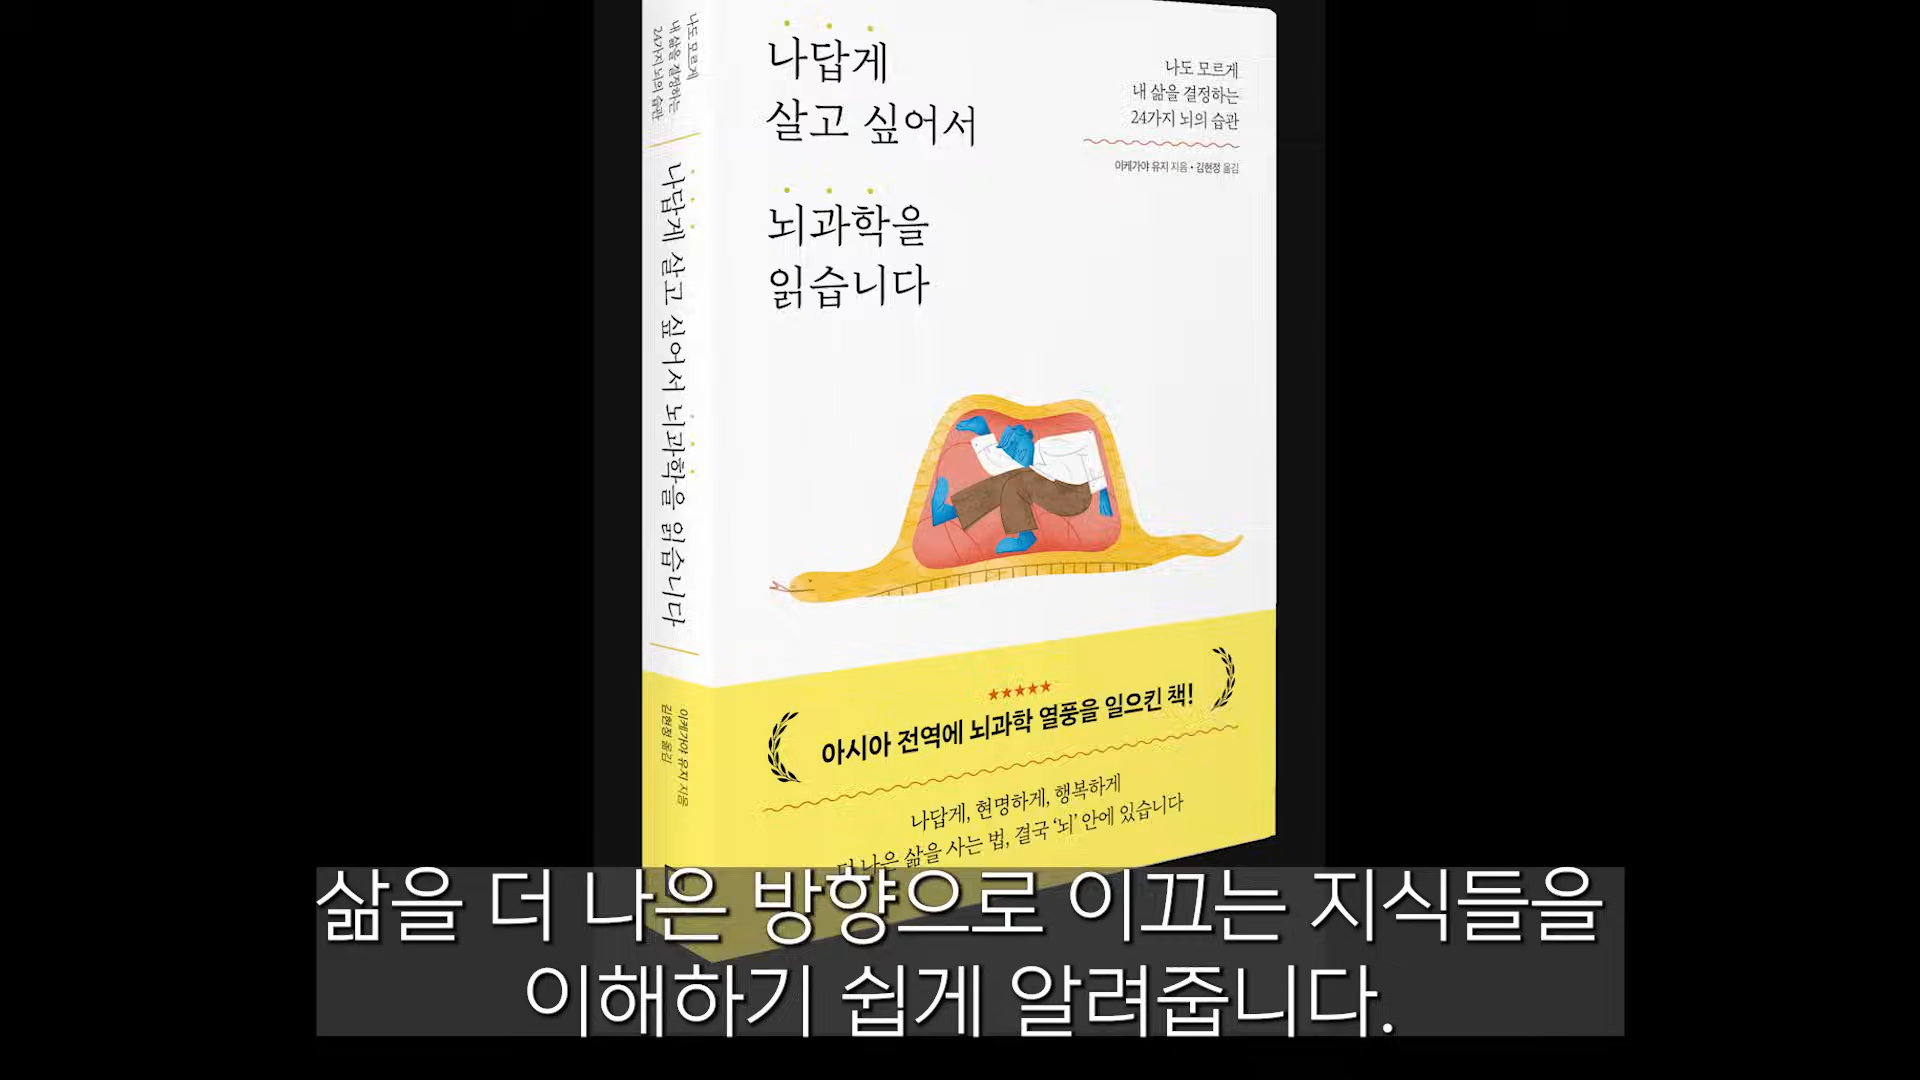 나도 모르게
내 삶을 결정하는
24가지 뇌의 습관
나답게 살고 싶어서 뇌과학을 읽습니다
이케가야 유지 지음
김현정 옮김
나답게
살고 싶어서
뇌과학을
읽습니다
나도 모르게
내 삶을 결정하는
24가지 뇌의 습관
이케가야 유지 지음 • 김현정 옮김
★★★★★
아시아 전역에 뇌과학 열풍을 일으킨 책!
나답게, 현명하게, 행복하게
더 나은 삶을 사는 법, 결국 ‘뇌’ 안에 있습니다
삶을 더 나은 방향으로 이끄는 지식들을
이해하기 쉽게 알려줍니다.